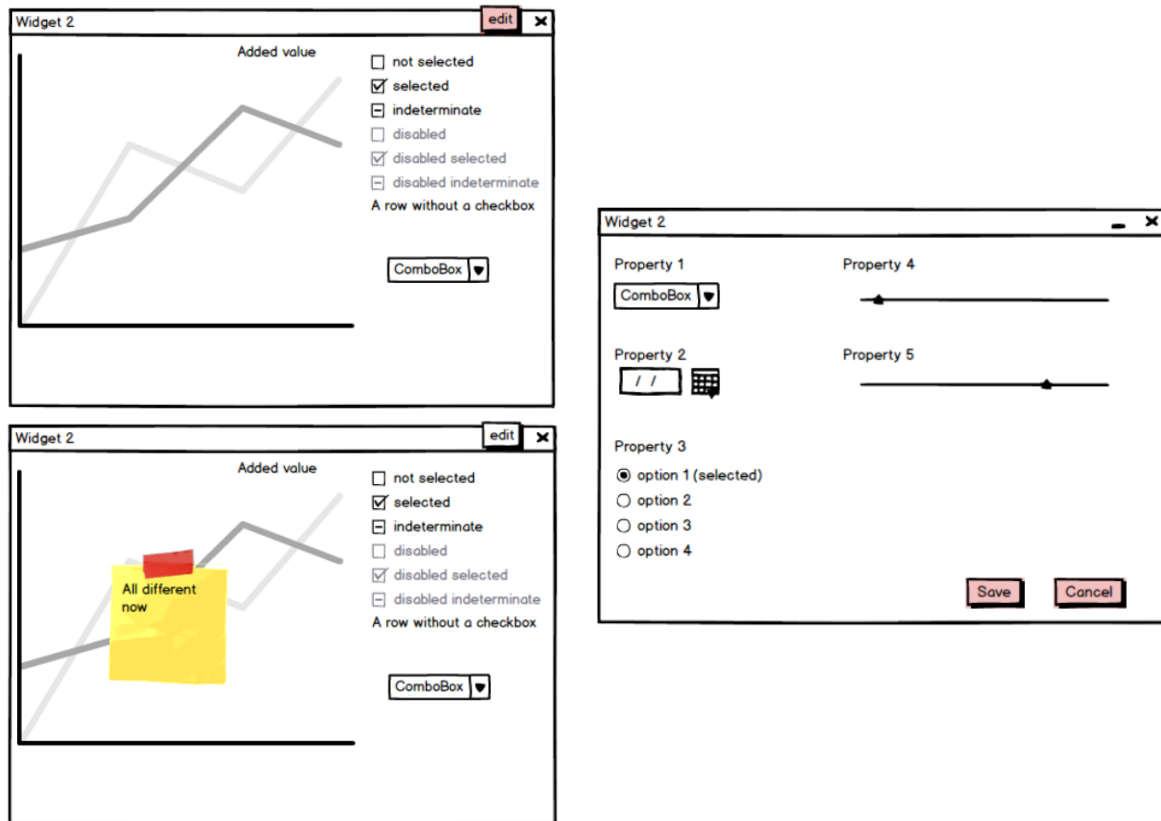 Widget 2
edit
Added value
not selected
selected
indeterminate
disabled
disabled selected
disabled indeterminate
A row without a checkbox
ComboBox
Widget 2
edit
Added value
not selected
selected
indeterminate
disabled
disabled selected
disabled indeterminate
A row without a checkbox
All different
now
ComboBox
Widget 2
Property 1
ComboBox
Property 4
Property 2
/ /
Property 5
Property 3
option 1 (selected)
option 2
option 3
option 4
Save
Cancel